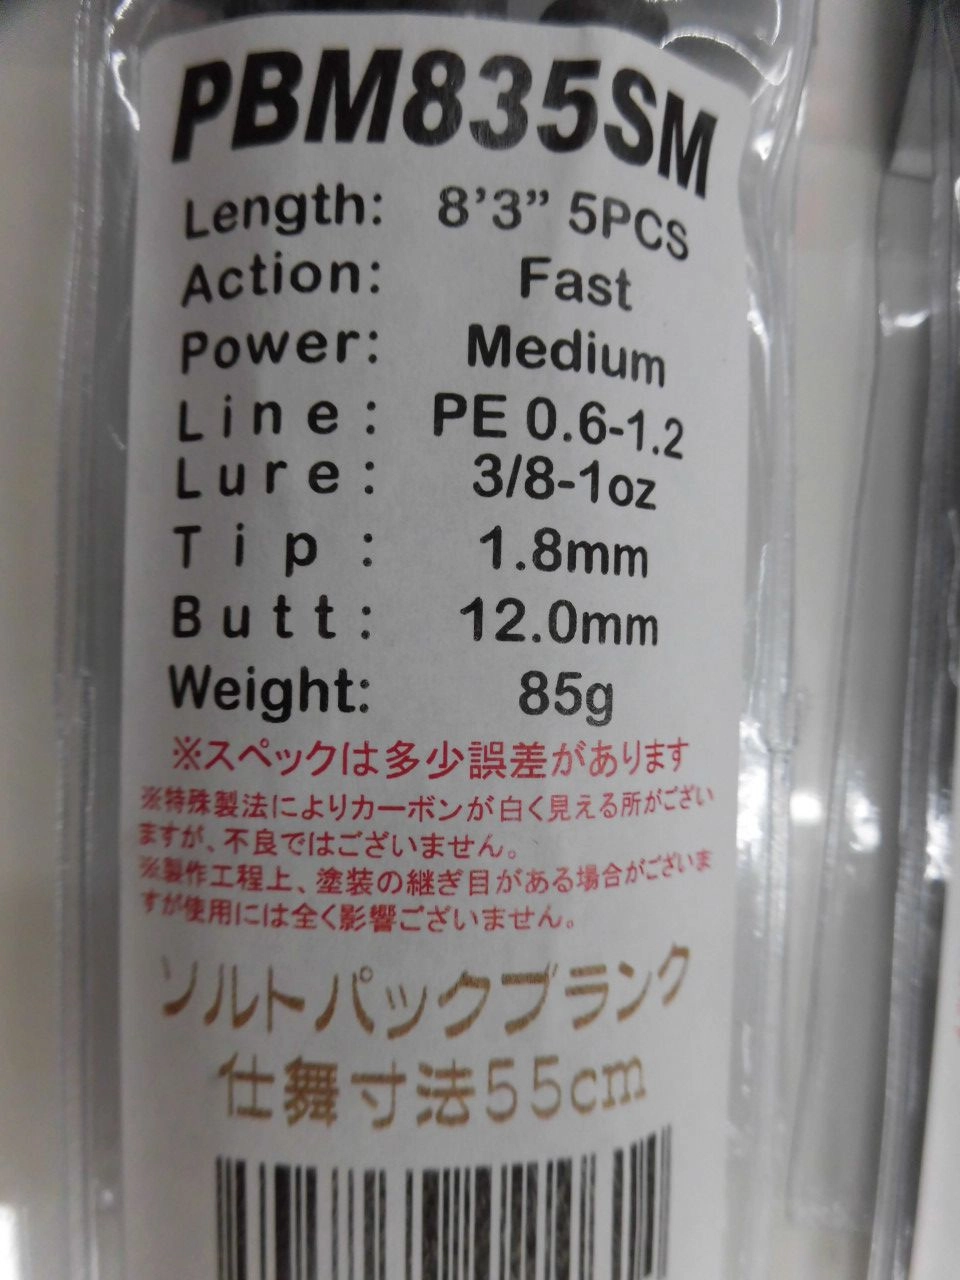 PBM835SM
Length: 8’3” 5PCS
Action: Fast
Power: Medium
Line: PE 0.6-1.2
Lure: 3/8-1oz
Tip: 1.8mm
Butt: 12.0mm
Weight: 85g
※スペックは多少誤差があります
※特殊製法によりカーボンが白く見える所がござい
ますが、不良ではございません。
※製作工程上、塗装の継ぎ目がある場合がございま
すが使用には全く影響ございません。
ソルトパックブランク
仕舞寸法55cm